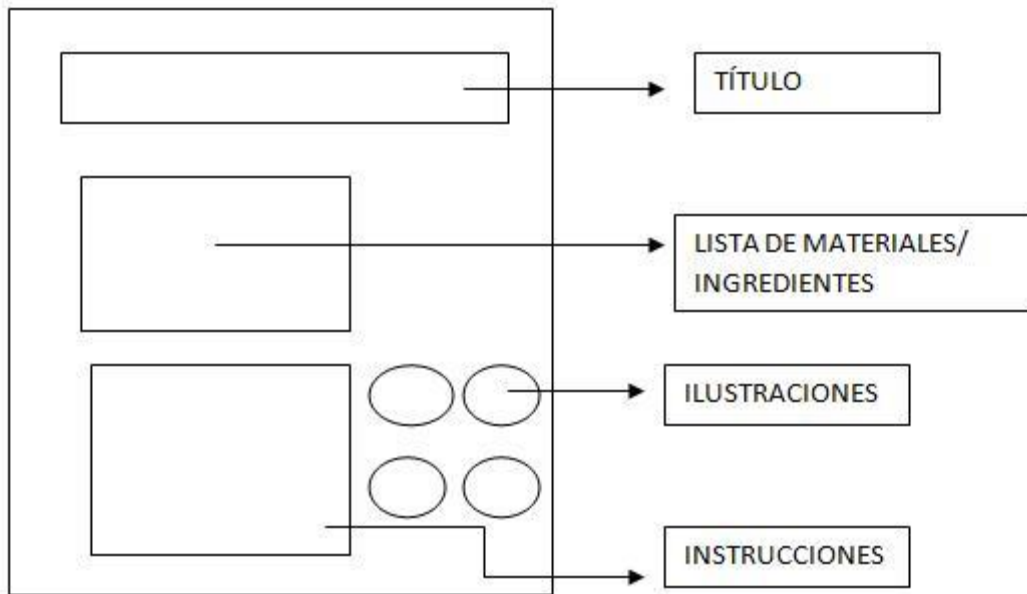 TÍTULO
LISTA DE MATERIALES/
INGREDIENTES
ILUSTRACIONES
INSTRUCCIONES